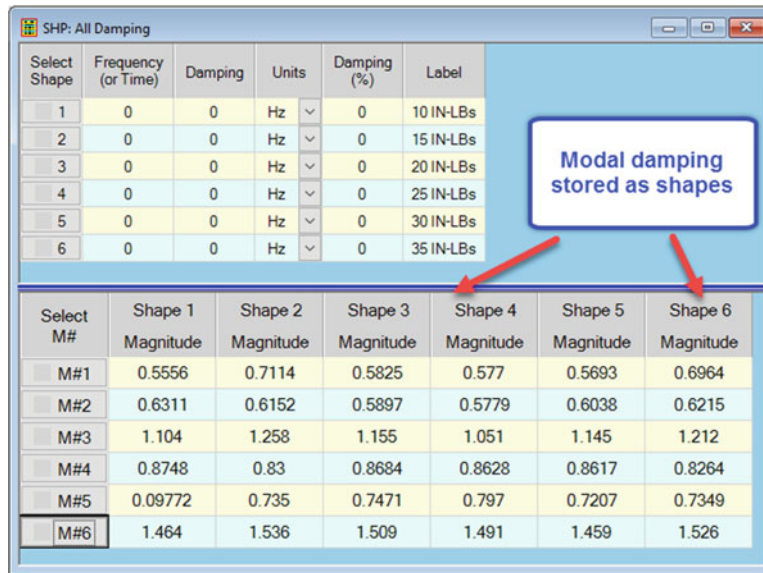 SHP: All Damping
Select Shape Frequency (or Time) Damping Units Damping (%) Label
1 0 0 Hz 0 10 IN-LBs
2 0 0 Hz 0 15 IN-LBs
3 0 0 Hz 0 20 IN-LBs
4 0 0 Hz 0 25 IN-LBs
5 0 0 Hz 0 30 IN-LBs
6 0 0 Hz 0 35 IN-LBs
Modal damping
stored as shapes
Select M# Shape 1 Magnitude Shape 2 Magnitude Shape 3 Magnitude Shape 4 Magnitude Shape 5 Magnitude Shape 6 Magnitude
M#1 0.5556 0.7114 0.5825 0.577 0.5693 0.6964
M#2 0.6311 0.6152 0.5897 0.5779 0.6038 0.6215
M#3 1.104 1.258 1.155 1.051 1.145 1.212
M#4 0.8748 0.83 0.8684 0.8628 0.8617 0.8264
M#5 0.09772 0.735 0.7471 0.797 0.7207 0.7349
M#6 1.464 1.536 1.509 1.491 1.459 1.526